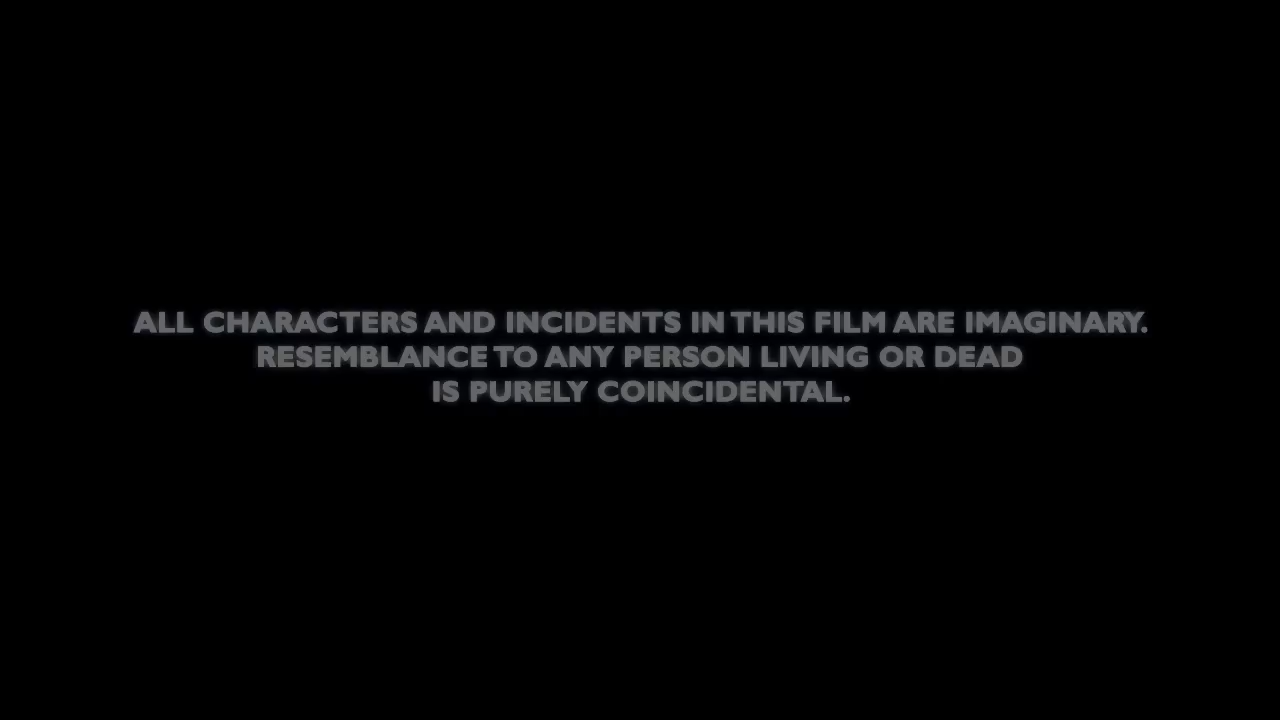 ALL CHARACTERS AND INCIDENTS IN THIS FILM ARE IMAGINARY.
RESEMBLANCE TO ANY PERSON LIVING OR DEAD
IS PURELY COINCIDENTAL.